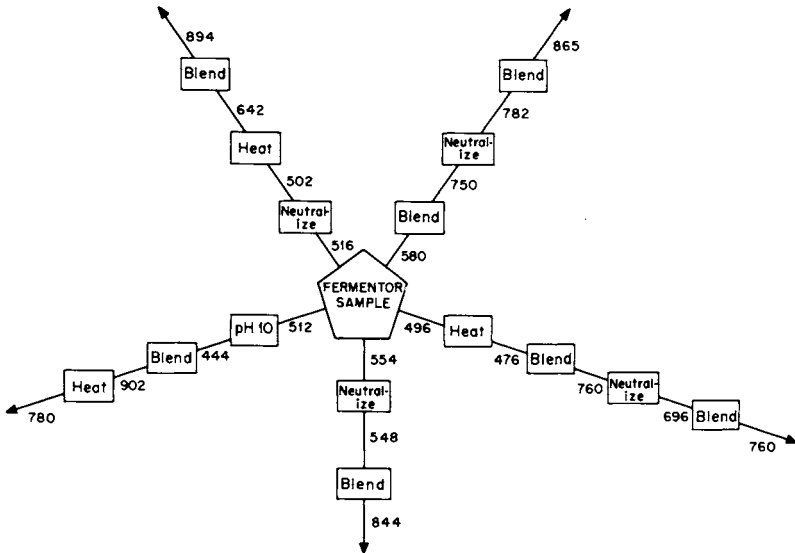 894
Blend
642
Heat
502
Neutral-
ize
516
865
Blend
782
Neutral-
ize
750
Blend
580
FERMENTOR
SAMPLE
512
pH 10
444
Blend
902
Heat
780
554
Neutral-
ize
548
Blend
844
496
Heat
476
Blend
760
Neutral-
ize
696
Blend
760